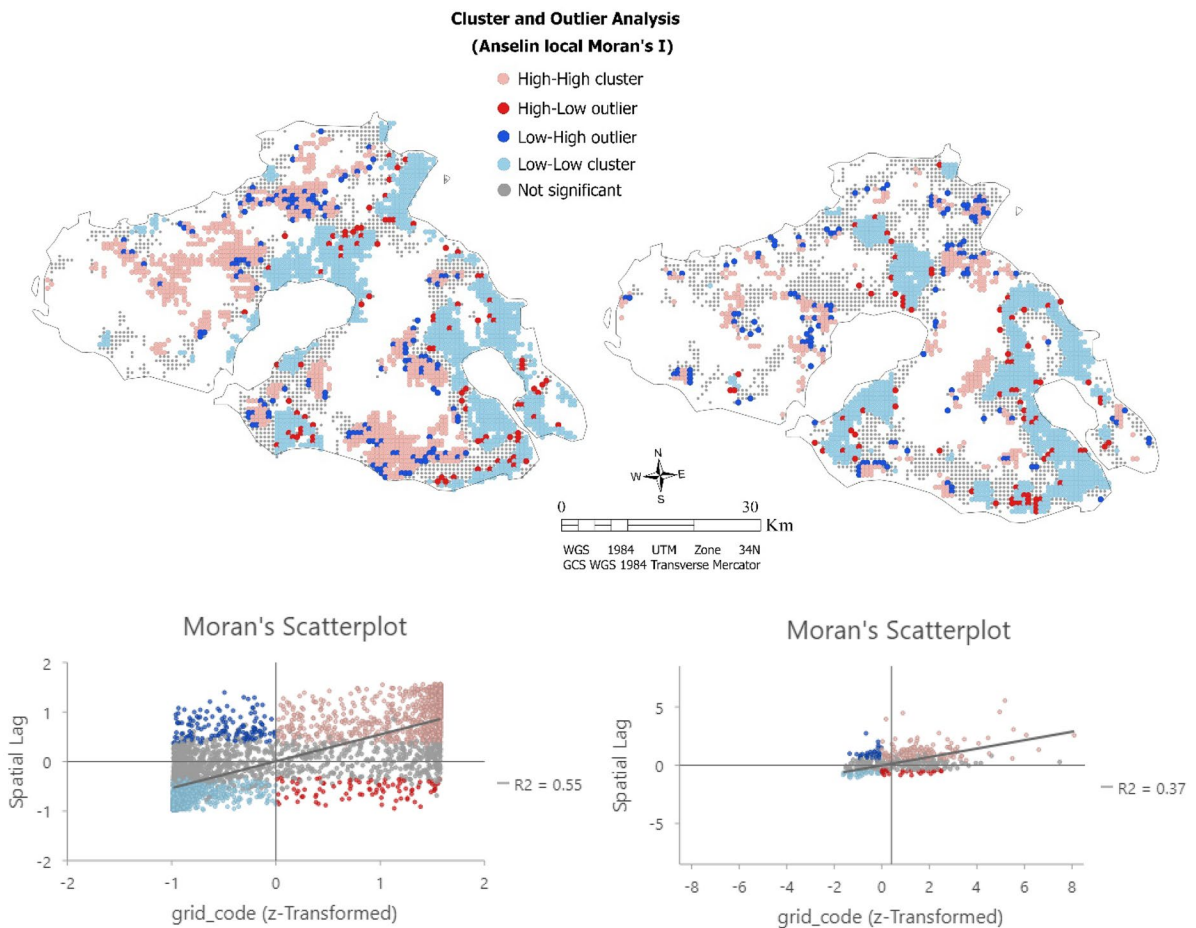 Cluster and Outlier Analysis
(Anselin local Moran's I)
High-High cluster
High-Low outlier
Low-High outlier
Low-Low cluster
Not significant
N
W E
S
0 30
Km
WGS 1984 UTM Zone 34N
GCS WGS 1984 Transverse Mercator
Moran's Scatterplot
2
1
0
-1
-2
Spatial Lag
R2 = 0.55
-2 -1 0 1 2
grid_code (z-Transformed)
Moran's Scatterplot
5
0
-5
Spatial Lag
R2 = 0.37
-8 -6 -4 -2 0 2 4 6 8
grid_code (z-Transformed)